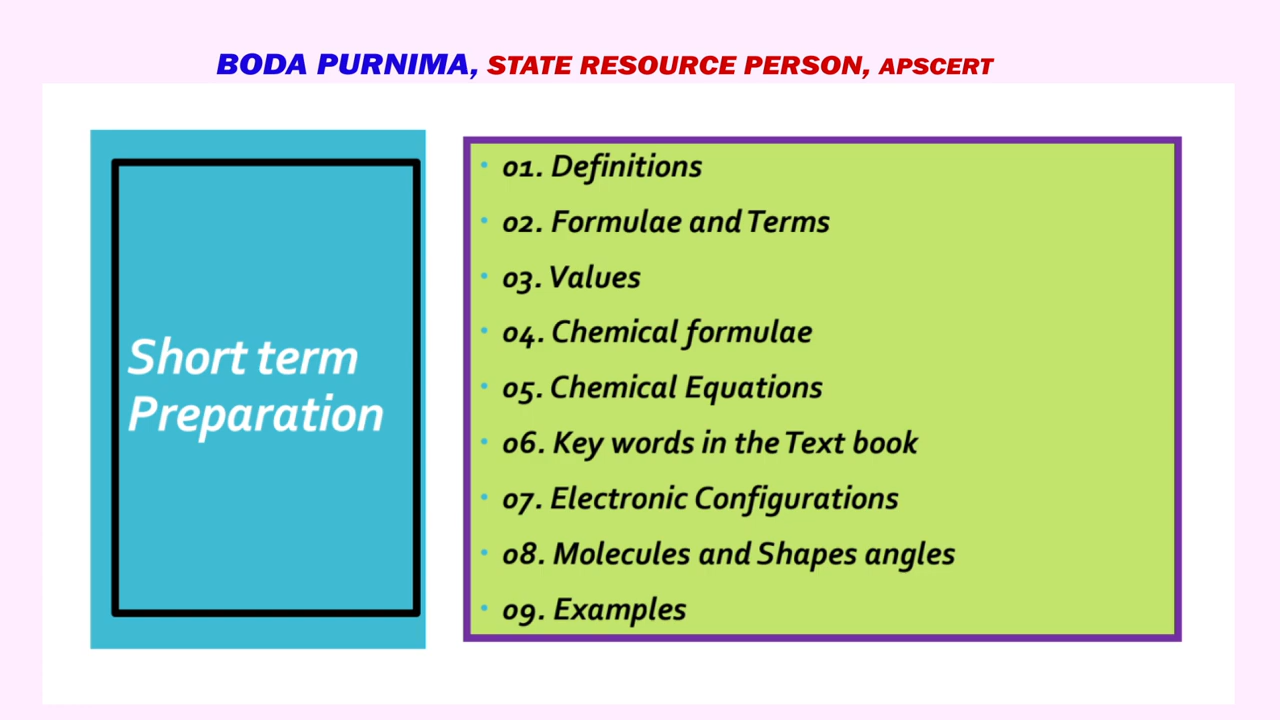 BODA PURNIMA, STATE RESOURCE PERSON, APSCERT
Short term
Preparation
• 01. Definitions
• 02. Formulae and Terms
• 03. Values
• 04. Chemical formulae
• 05. Chemical Equations
• 06. Key words in the Text book
• 07. Electronic Configurations
• 08. Molecules and Shapes angles
• 09. Examples